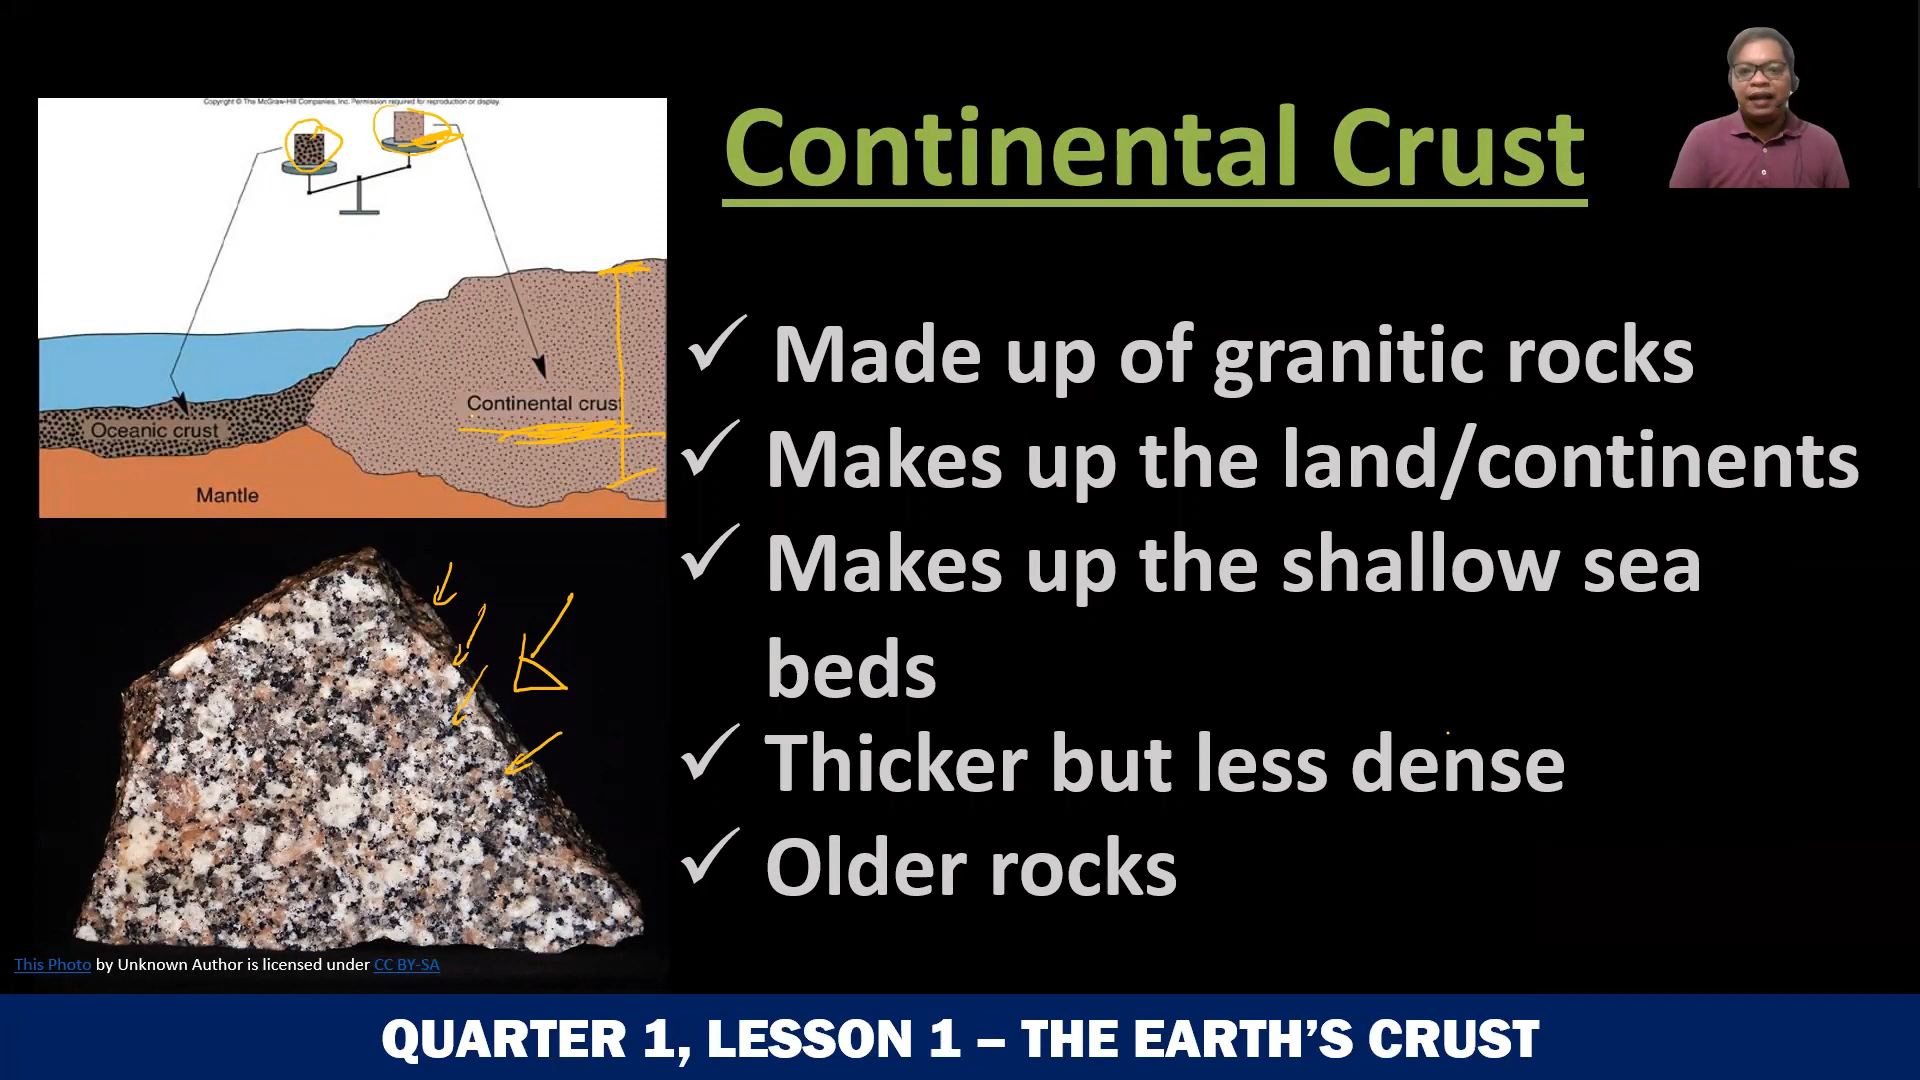 Copyright © The McGraw-Hill Companies, Inc. Permission required for reproduction or display.
Continental Crust
Continental crust
Oceanic crust
Mantle
✓ Made up of granitic rocks
✓ Makes up the land/continents
✓ Makes up the shallow sea
beds
✓ Thicker but less dense
✓ Older rocks
This Photo by Unknown Author is licensed under CC BY-SA
QUARTER 1, LESSON 1 – THE EARTH'S CRUST